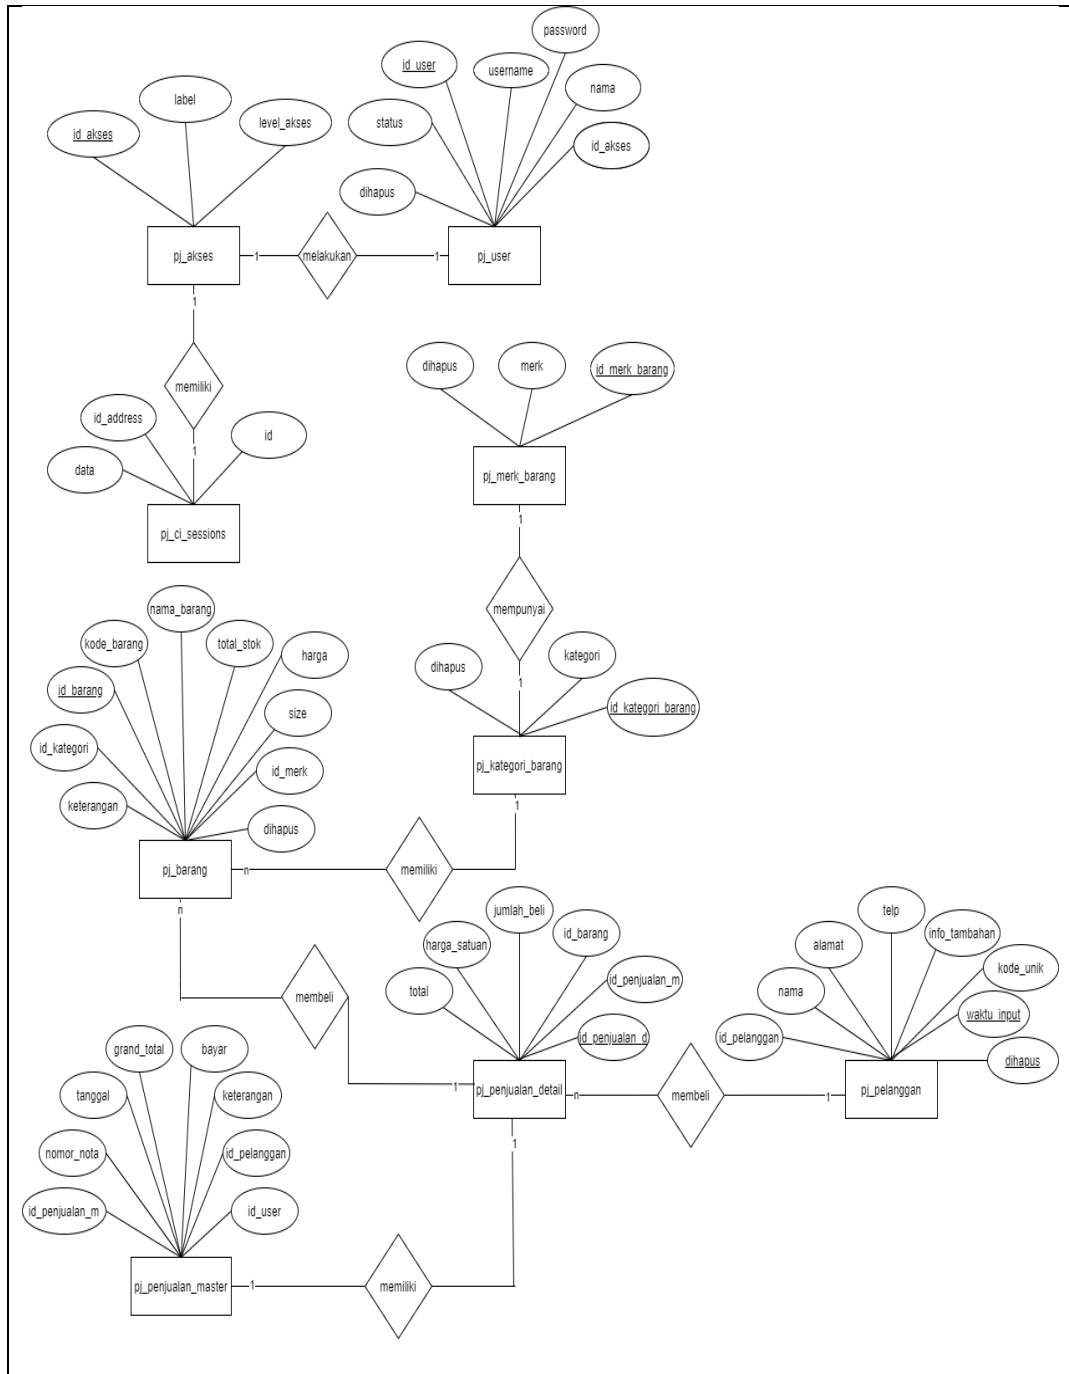 password
id_user
username
nama
status
id_akses
dihapus
label
level_akses
id_akses
pj_akses
1
melakukan
1
pj_user
1
memiliki
1
id_address
id
data
pj_ci_sessions
dihapus
merk
id_merk_barang
pj_merk_barang
1
mempunyai
1
dihapus
kategori
id_kategori_barang
pj_kategori_barang
1
nama_barang
kode_barang
total_stok
harga
id_barang
size
id_kategori
id_merk
keterangan
dihapus
pj_barang
n
memiliki
n
membeli
1
jumlah_beli
harga_satuan
id_barang
total
id_penjualan_m
id_penjualan_d
pj_penjualan_detail
n
membeli
1
pj_pelanggan
telp
alamat
info_tambahan
nama
kode_unik
id_pelanggan
waktu_input
dihapus
1
grand_total
bayar
tanggal
keterangan
nomor_nota
id_pelanggan
id_penjualan_m
id_user
pj_penjualan_master
1
memiliki